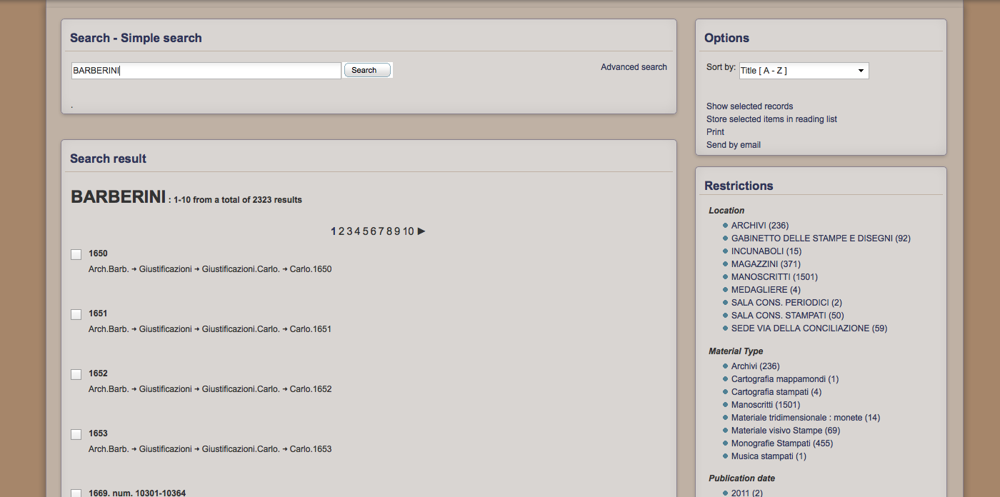 Search - Simple search
BARBERINI
Search
Advanced search
.
Search result
BARBERINI : 1-10 from a total of 2323 results
1 2 3 4 5 6 7 8 9 10 ►
1650
Arch.Barb. ➝ Giustificazioni ➝ Giustificazioni.Carlo. ➝ Carlo.1650
1651
Arch.Barb. ➝ Giustificazioni ➝ Giustificazioni.Carlo. ➝ Carlo.1651
1652
Arch.Barb. ➝ Giustificazioni ➝ Giustificazioni.Carlo. ➝ Carlo.1652
1653
Arch.Barb. ➝ Giustificazioni ➝ Giustificazioni.Carlo. ➝ Carlo.1653
1669, num. 10301-10364
Options
Sort by: Title [ A - Z ]
Show selected records
Store selected items in reading list
Print
Send by email
Restrictions
Location
ARCHIVI (236)
GABINETTO DELLE STAMPE E DISEGNI (92)
INCUNABOLI (15)
MAGAZZINI (371)
MANOSCRITTI (1501)
MEDAGLIERE (4)
SALA CONS. PERIODICI (2)
SALA CONS. STAMPATI (50)
SEDE VIA DELLA CONCILIAZIONE (59)
Material Type
Archivi (236)
Cartografia mappamondi (1)
Cartografia stampati (4)
Manoscritti (1501)
Materiale tridimensionale : monete (14)
Materiale visivo Stampe (69)
Monografie Stampati (455)
Musica stampati (1)
Publication date
2011 (2)